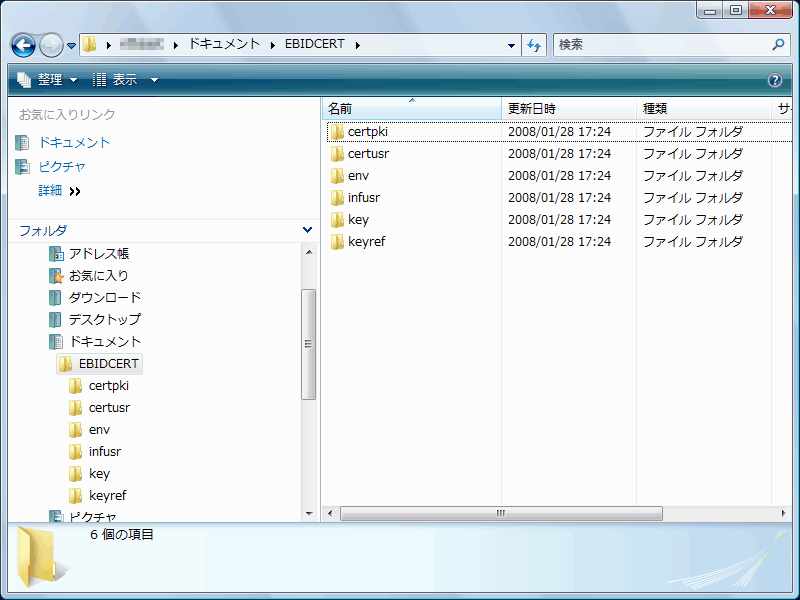 ドキュメント EBIDCERT 検索
整理 表示
お気に入りリンク
ドキュメント
ピクチャ
詳細
フォルダ
アドレス帳
お気に入り
ダウンロード
デスクトップ
ドキュメント
EBIDCERT
certpki
certusr
env
infusr
key
keyref
ピクチャ
名前 更新日時 種類 サ
certpki 2008/01/28 17:24 ファイル フォルダ
certusr 2008/01/28 17:24 ファイル フォルダ
env 2008/01/28 17:24 ファイル フォルダ
infusr 2008/01/28 17:24 ファイル フォルダ
key 2008/01/28 17:24 ファイル フォルダ
keyref 2008/01/28 17:24 ファイル フォルダ
6 個の項目